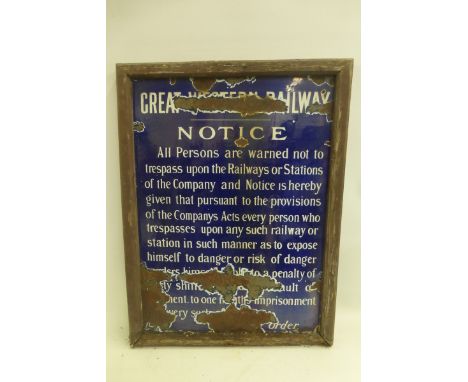 GREAT WESTERN RAILWAY
NOTICE
All Persons are warned not to
trespass upon the Railways or Stations
of the Company and Notice is hereby
given that pursuant to the provisions
of the Companys Acts every person who
trespasses upon any such railway or
station in such manner as to expose
himself to danger or risk of danger
to a penalty of
ment. to one imprisonment
order